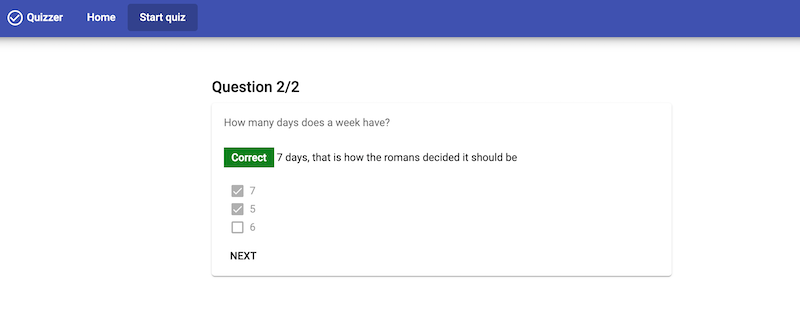 Quizzer Home Start quiz
Question 2/2
How many days does a week have?
Correct 7 days, that is how the romans decided it should be
7
5
6
NEXT